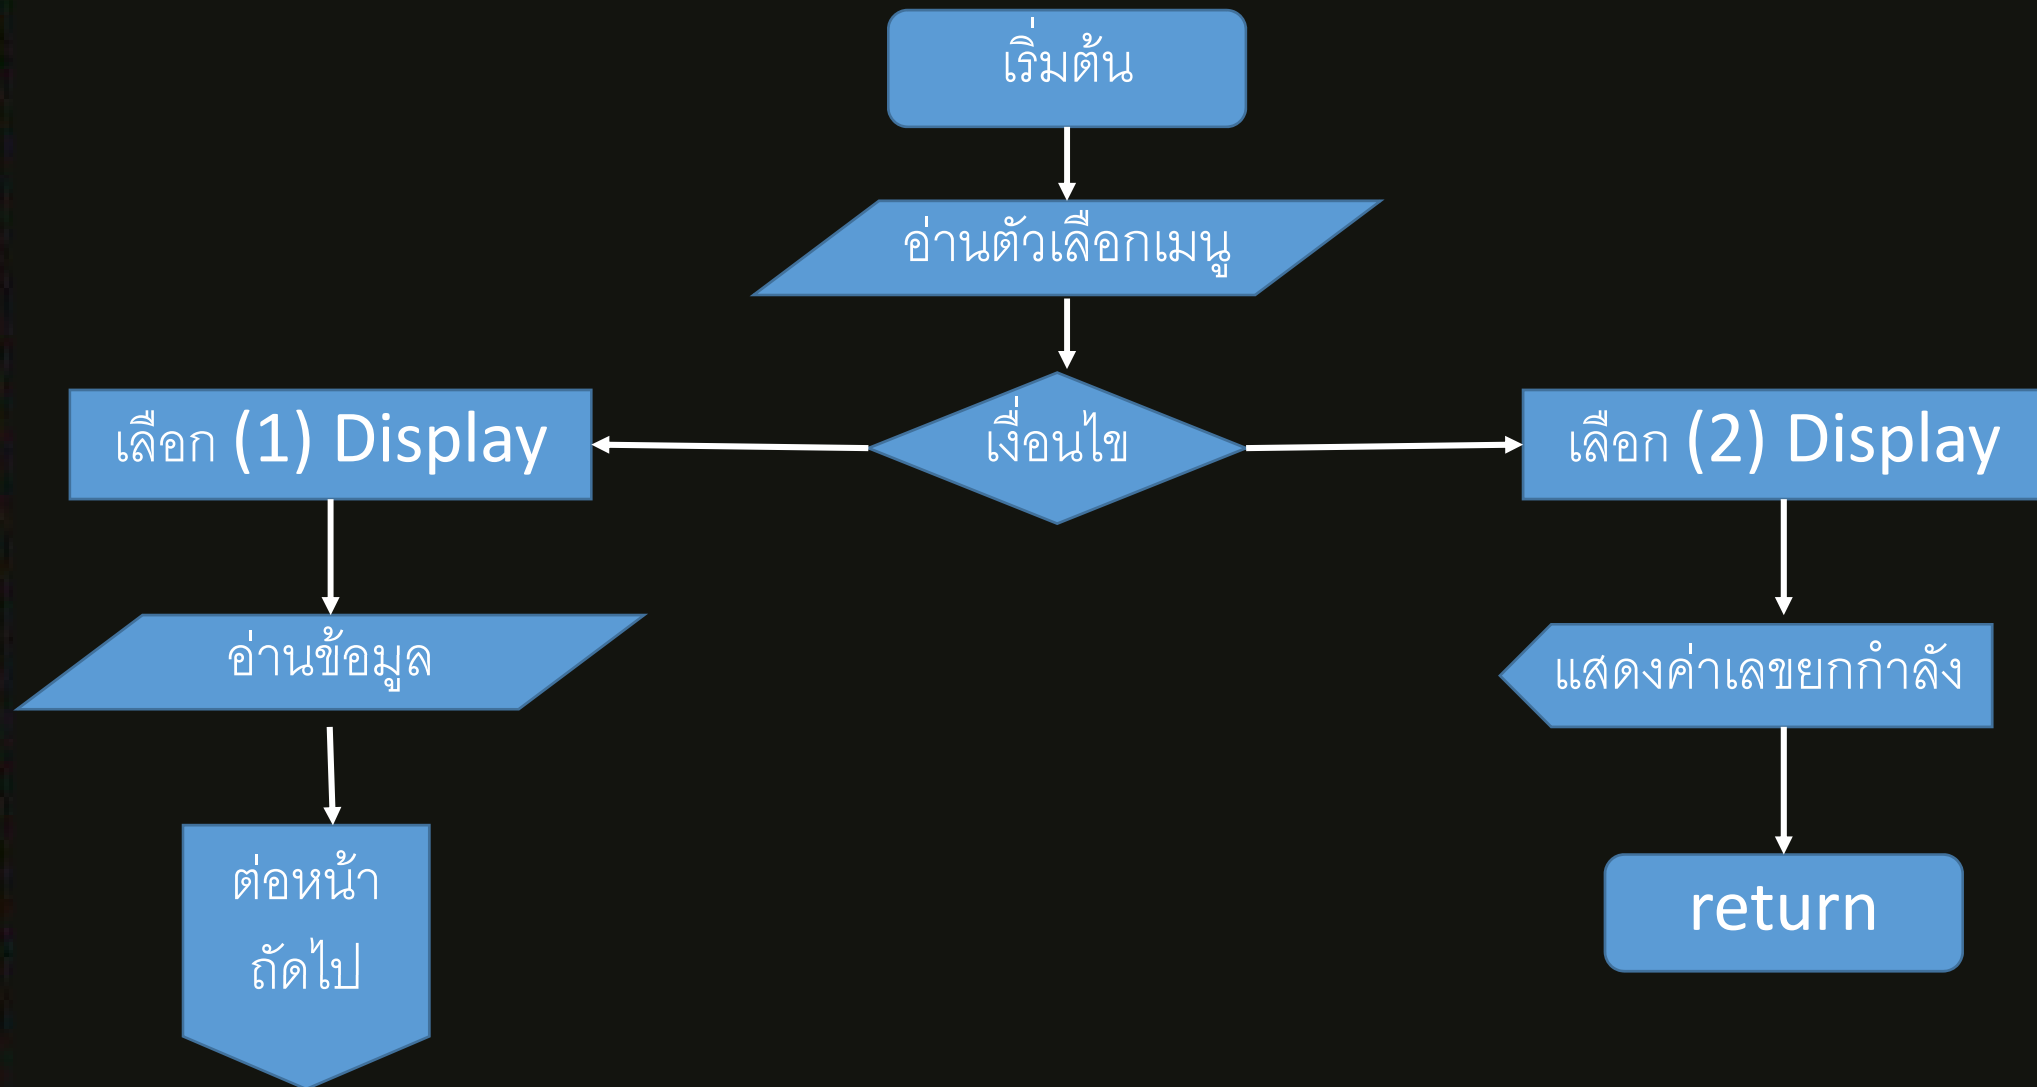 เริ่มต้น
อ่านตัวเลือกเมนู
เงื่อนไข
เลือก (1) Display
เลือก (2) Display
อ่านข้อมูล
แสดงค่าเลขยกกำลัง
ต่อหน้า
ถัดไป
return